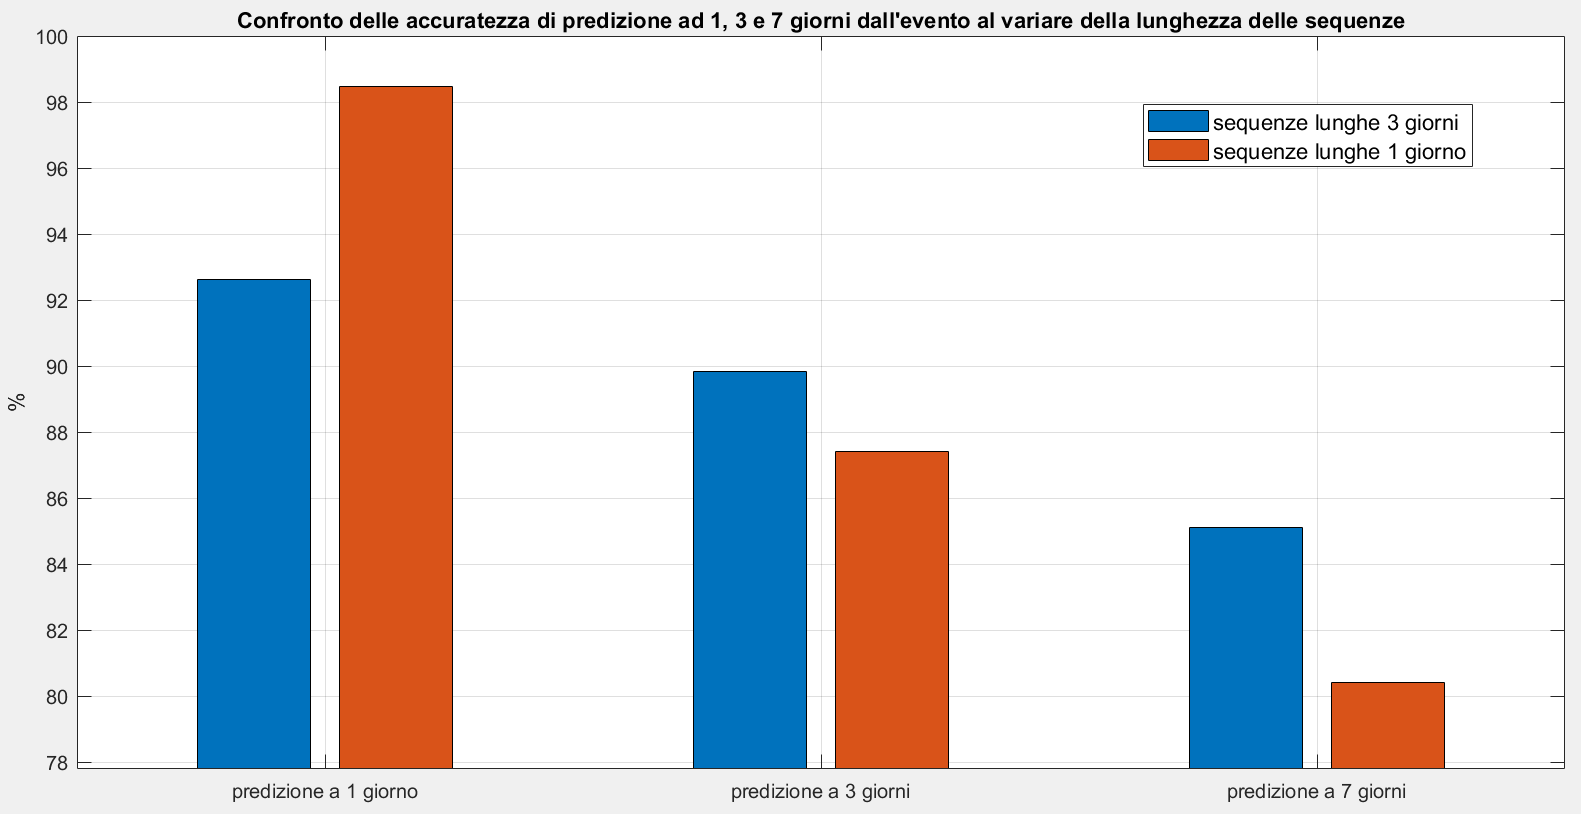 Confronto delle accuratezza di predizione ad 1, 3 e 7 giorni dall'evento al variare della lunghezza delle sequenze
100
98
96
94
92
90
88
86
84
82
80
78
%
sequenze lunghe 3 giorni
sequenze lunghe 1 giorno
predizione a 1 giorno
predizione a 3 giorni
predizione a 7 giorni